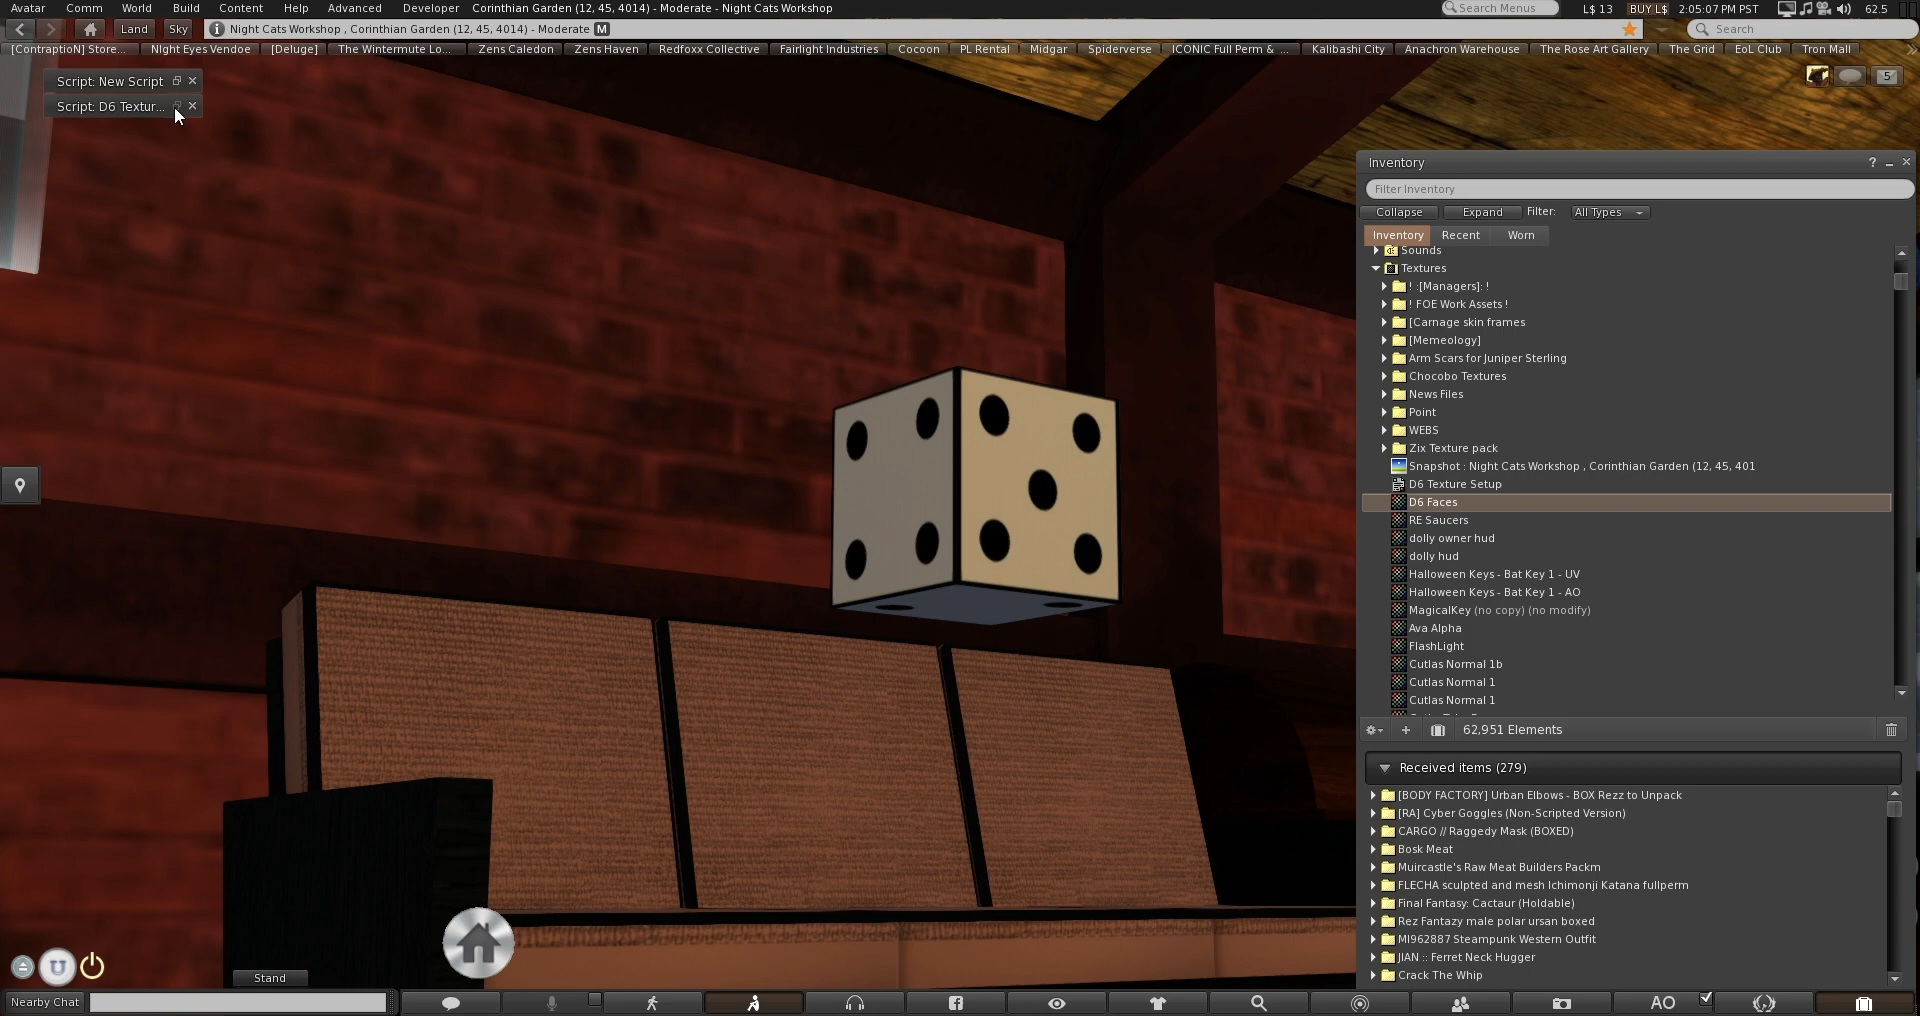 Avatar Comm World Build Content Help Advanced Developer Corinthian Garden (12, 45, 4014) - Moderate - Night Cats Workshop Search Menus L$ 13 BUY L$ 2:05:07 PM PST 62.5
Land Sky Night Cats Workshop , Corinthian Garden (12, 45, 4014) - Moderate M Search
[ContraptioN] Store... Night Eyes Vendoe [Deluge] The Wintermute Lo... Zens Caledon Zens Haven Redfoxx Collective Fairlight Industries Cocoon PL Rental Midgar Spiderverse ICONIC Full Perm & ... Kalibashi City Anachron Warehouse The Rose Art Gallery The Grid EoL Club Tron Mall
Script: New Script
Script: D6 Textur...
5
Inventory
Filter Inventory
Collapse Expand Filter: All Types
Inventory Recent Worn
Sounds
Textures
! :[Managers]: !
! FOE Work Assets !
[Carnage skin frames
[Memeology]
Arm Scars for Juniper Sterling
Chocobo Textures
News Files
Point
WEBS
Zix Texture pack
Snapshot : Night Cats Workshop , Corinthian Garden (12, 45, 401
D6 Texture Setup
D6 Faces
RE Saucers
dolly owner hud
dolly hud
Halloween Keys - Bat Key 1 - UV
Halloween Keys - Bat Key 1 - AO
MagicalKey (no copy) (no modify)
Ava Alpha
FlashLight
Cutlas Normal 1b
Cutlas Normal 1
Cutlas Normal 1
62,951 Elements
Received items (279)
[BODY FACTORY] Urban Elbows - BOX Rezz to Unpack
[RA] Cyber Goggles (Non-Scripted Version)
CARGO // Raggedy Mask (BOXED)
Bosk Meat
Muircastle's Raw Meat Builders Packm
FLECHA sculpted and mesh Ichimonji Katana fullperm
Final Fantasy: Cactaur (Holdable)
Rez Fantazy male polar ursan boxed
MI962887 Steampunk Western Outfit
JIAN :: Ferret Neck Hugger
Crack The Whip
Stand
Nearby Chat AO